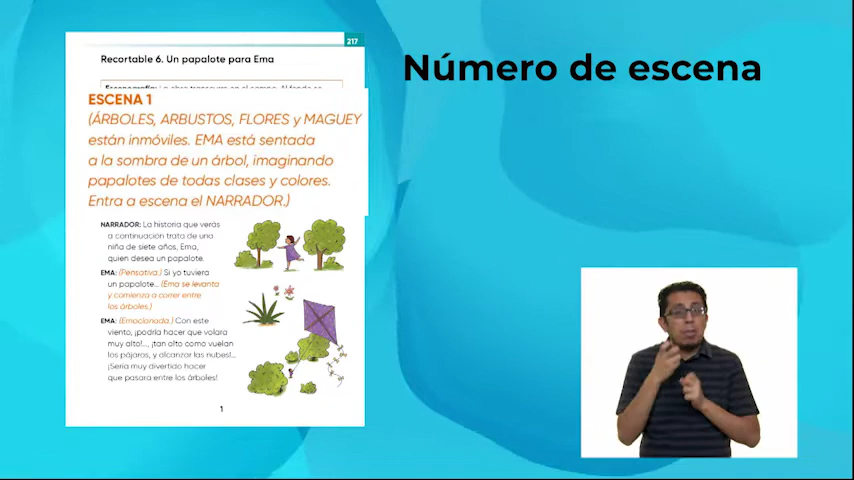 217
Recortable 6. Un papalote para Ema
Número de escena
ESCENA 1
(ÁRBOLES, ARBUSTOS, FLORES y MAGUEY
están inmóviles. EMA está sentada
a la sombra de un árbol, imaginando
papalotes de todas clases y colores.
Entra a escena el NARRADOR.)
NARRADOR: La historia que verás
a continuación trata de una
niña de siete años, Ema,
quien desea un papalote.
EMA: (Pensativa.) Si yo tuviera
un papalote... (Ema se levanta
y comienza a correr entre
los árboles.)
EMA: (Emocionada.) Con este
viento, ¡podría hacer que volara
muy alto!..., ¡tan alto como vuelan
los pájaros, y alcanzar las nubes!...
¡Sería muy divertido hacer
que pasara entre los árboles!
1